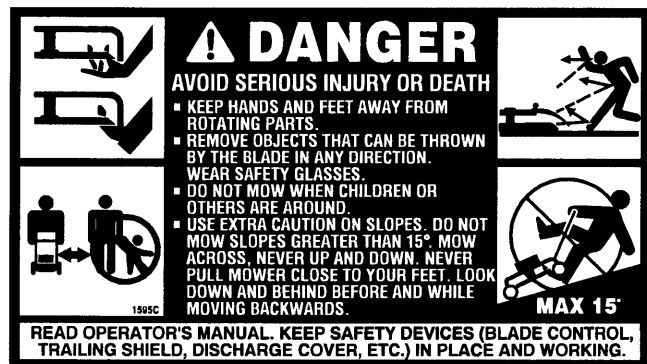 DANGER
AVOID SERIOUS INJURY OR DEATH
▪ KEEP HANDS AND FEET AWAY FROM
ROTATING PARTS.
▪ REMOVE OBJECTS THAT CAN BE THROWN
BY THE BLADE IN ANY DIRECTION.
WEAR SAFETY GLASSES.
▪ DO NOT MOW WHEN CHILDREN OR
OTHERS ARE AROUND.
▪ USE EXTRA CAUTION ON SLOPES. DO NOT
MOW SLOPES GREATER THAN 15°. MOW
ACROSS, NEVER UP AND DOWN. NEVER
PULL MOWER CLOSE TO YOUR FEET. LOOK
DOWN AND BEHIND BEFORE AND WHILE
MOVING BACKWARDS.
1595C
MAX 15°
READ OPERATOR'S MANUAL. KEEP SAFETY DEVICES (BLADE CONTROL,
TRAILING SHIELD, DISCHARGE COVER, ETC.) IN PLACE AND WORKING.